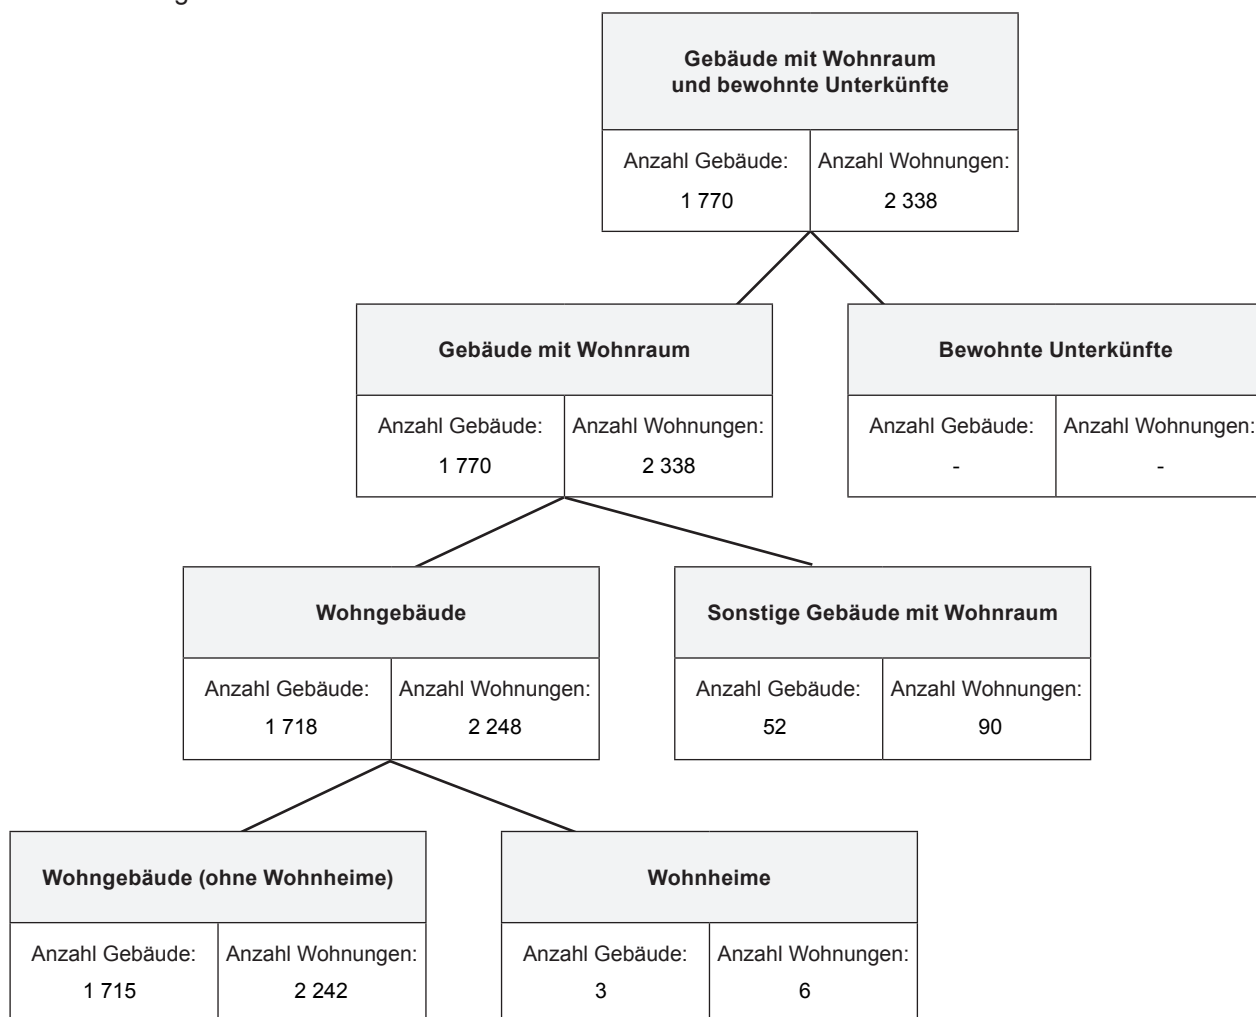 Gebäude mit Wohnraum
und bewohnte Unterkünfte
Anzahl Gebäude: Anzahl Wohnungen:
1 770 2 338
Gebäude mit Wohnraum Bewohnte Unterkünfte
Anzahl Gebäude: Anzahl Wohnungen: Anzahl Gebäude: Anzahl Wohnungen:
1 770 2 338 - -
Wohngebäude Sonstige Gebäude mit Wohnraum
Anzahl Gebäude: Anzahl Wohnungen: Anzahl Gebäude: Anzahl Wohnungen:
1 718 2 248 52 90
Wohngebäude (ohne Wohnheime) Wohnheime
Anzahl Gebäude: Anzahl Wohnungen: Anzahl Gebäude: Anzahl Wohnungen:
1 715 2 242 3 6